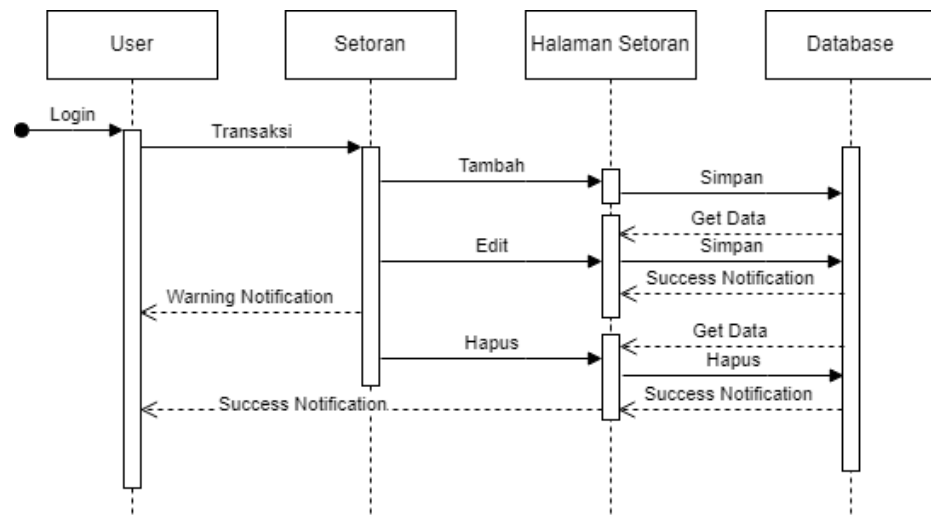 User
Setoran
Halaman Setoran
Database
Login
Transaksi
Tambah
Simpan
Get Data
Edit
Simpan
Success Notification
Warning Notification
Get Data
Hapus
Hapus
Success Notification
Success Notification